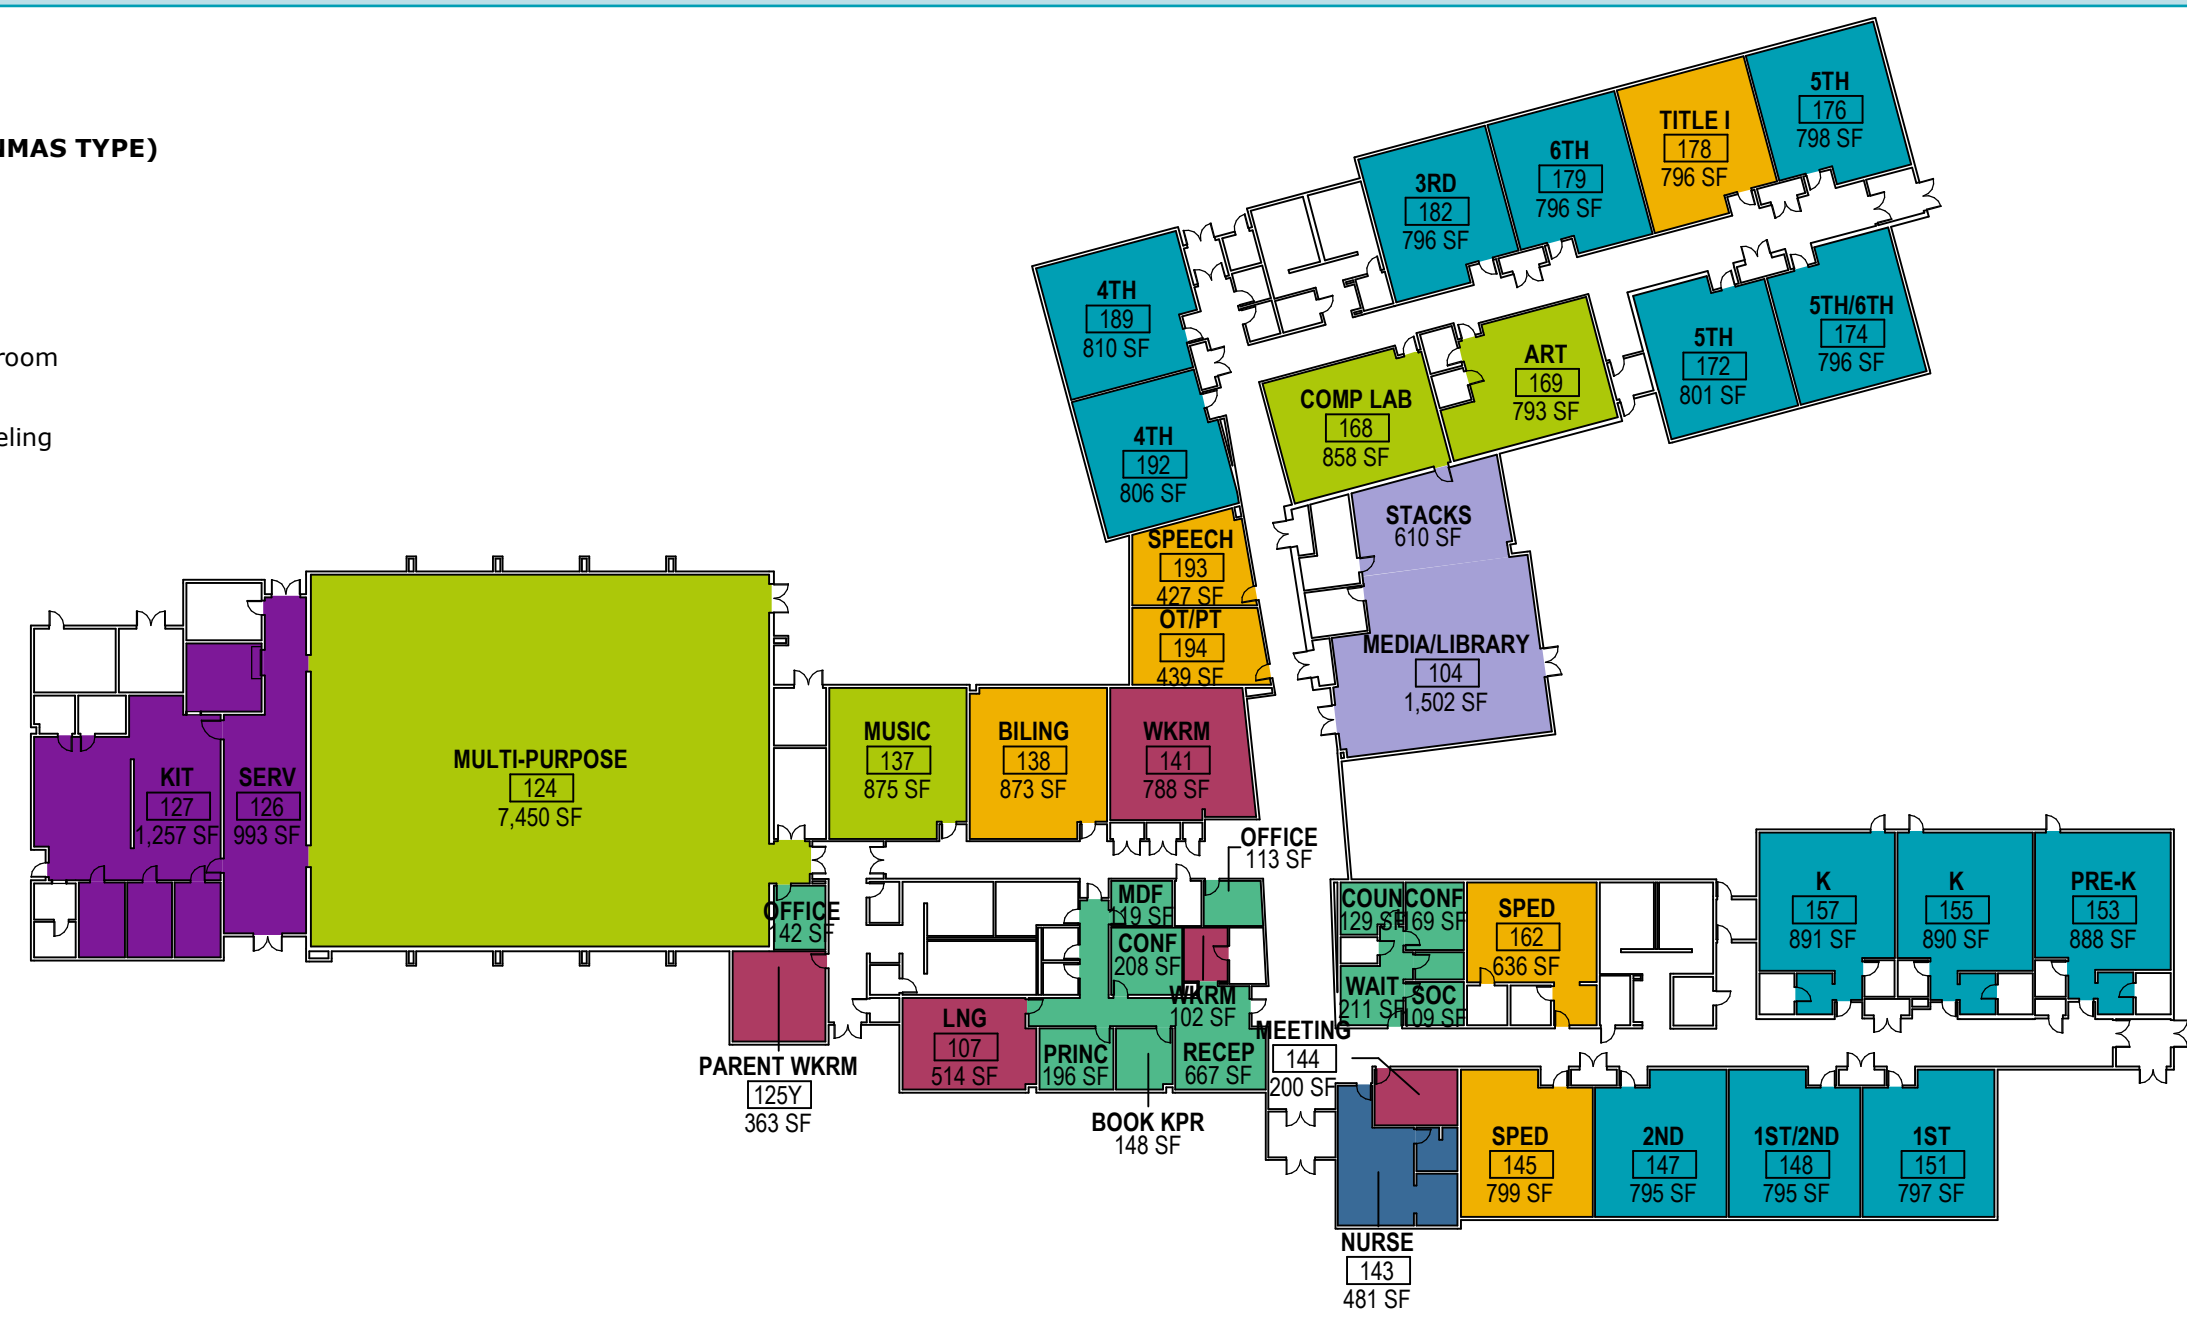 IMAS TYPE)
room
eling
5TH
176
798 SF
TITLE I
178
796 SF
6TH
179
796 SF
3RD
182
796 SF
4TH
189
810 SF
5TH/6TH
174
796 SF
5TH
172
801 SF
ART
169
793 SF
COMP LAB
168
858 SF
4TH
192
806 SF
STACKS
610 SF
SPEECH
193
427 SF
OT/PT
194
439 SF
MEDIA/LIBRARY
104
1,502 SF
MUSIC
137
875 SF
BILING
138
873 SF
WKRM
141
788 SF
MULTI-PURPOSE
124
7,450 SF
KIT
127
1,257 SF
SERV
126
993 SF
OFFICE
113 SF
OFFICE
142 SF
MDF
119 SF
CONF
208 SF
WKRM
102 SF
COUN
129 SF
CONF
169 SF
SPED
162
636 SF
K
157
891 SF
K
155
890 SF
PRE-K
153
888 SF
WAIT
211 SF
SOC
109 SF
LNG
107
514 SF
PRINC
196 SF
RECEP
667 SF
MEETING
144
200 SF
PARENT WKRM
125Y
363 SF
BOOK KPR
148 SF
SPED
145
799 SF
2ND
147
795 SF
1ST/2ND
148
795 SF
1ST
151
797 SF
NURSE
143
481 SF